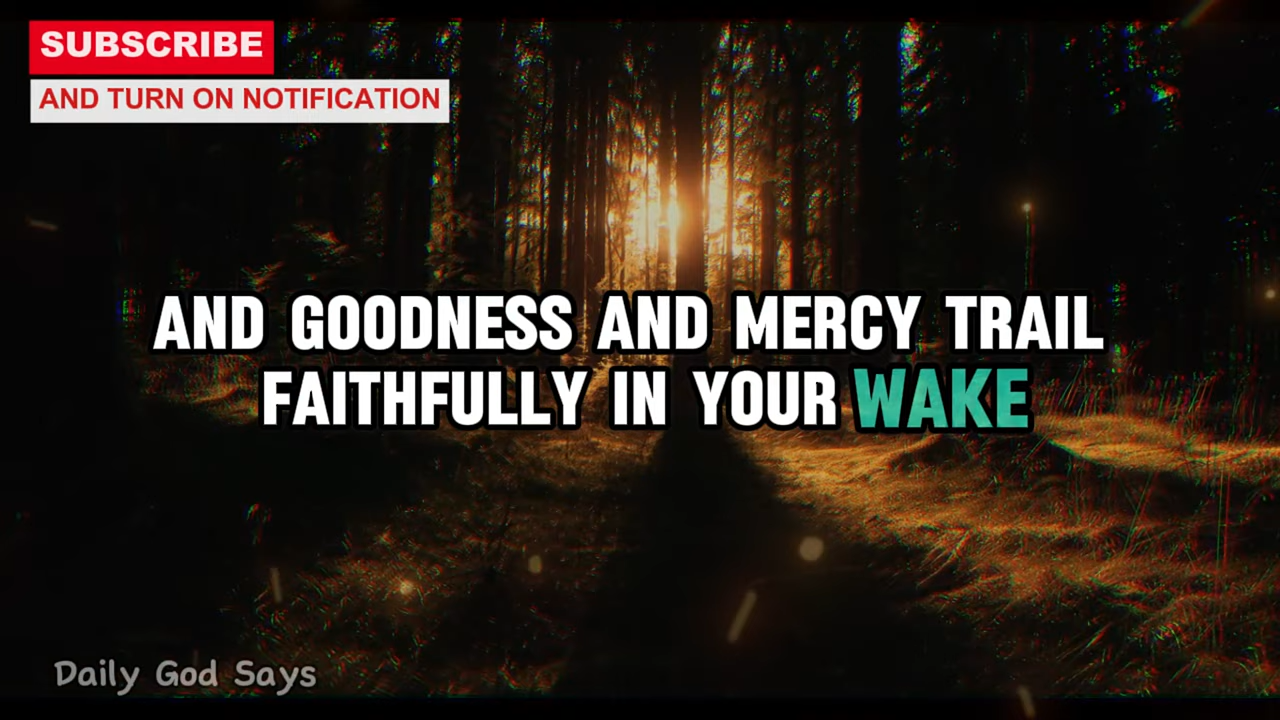 SUBSCRIBE
AND TURN ON NOTIFICATION
AND GOODNESS AND MERCY TRAIL
FAITHFULLY IN YOUR WAKE
Daily God Says